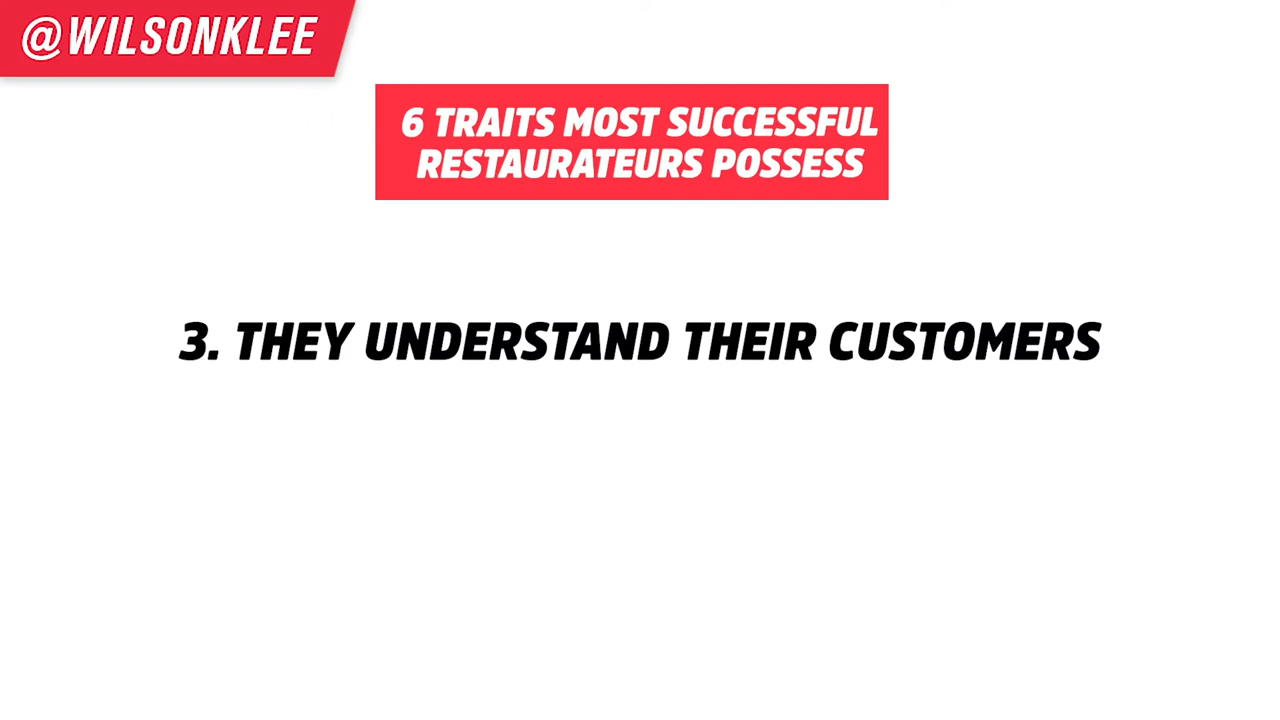 @WILSONKLEE
6 TRAITS MOST SUCCESSFUL
RESTAURATEURS POSSESS
3. THEY UNDERSTAND THEIR CUSTOMERS